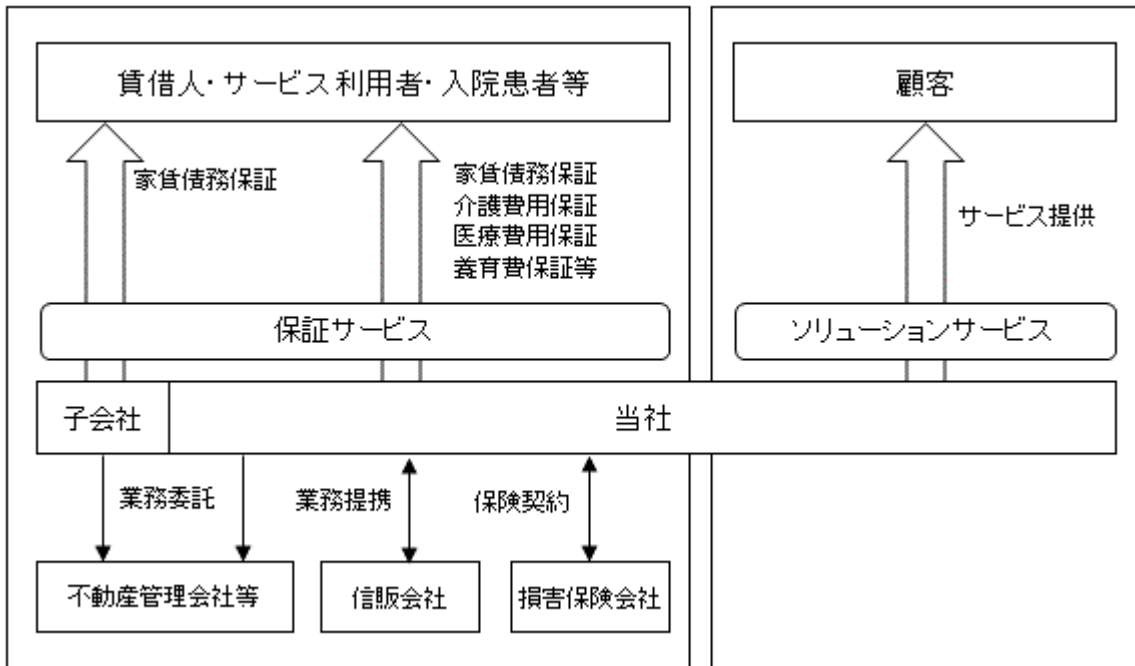 賃借人・サービス利用者・入院患者等
顧客
家賃債務保証
家賃債務保証
介護費用保証
医療費用保証
養育費保証等
サービス提供
保証サービス
ソリューションサービス
子会社
当社
業務委託
業務提携
保険契約
不動産管理会社等
信販会社
損害保険会社